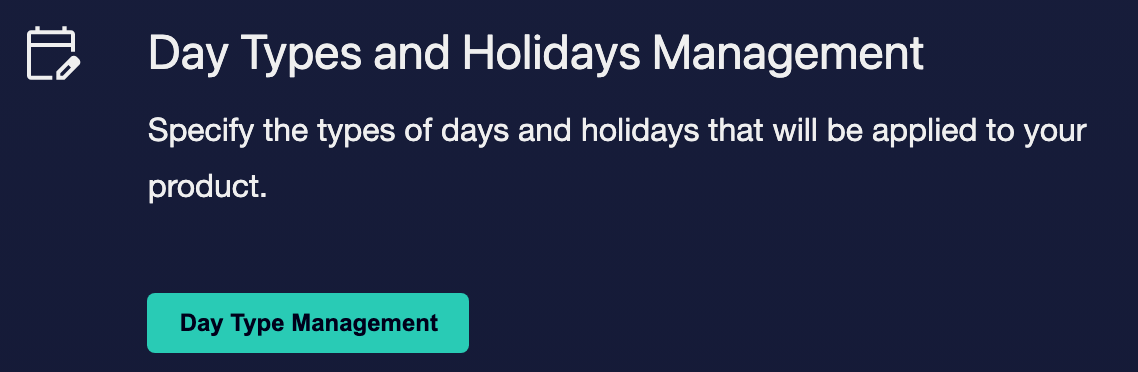 Day Types and Holidays Management
Specify the types of days and holidays that will be applied to your
product.
Day Type Management